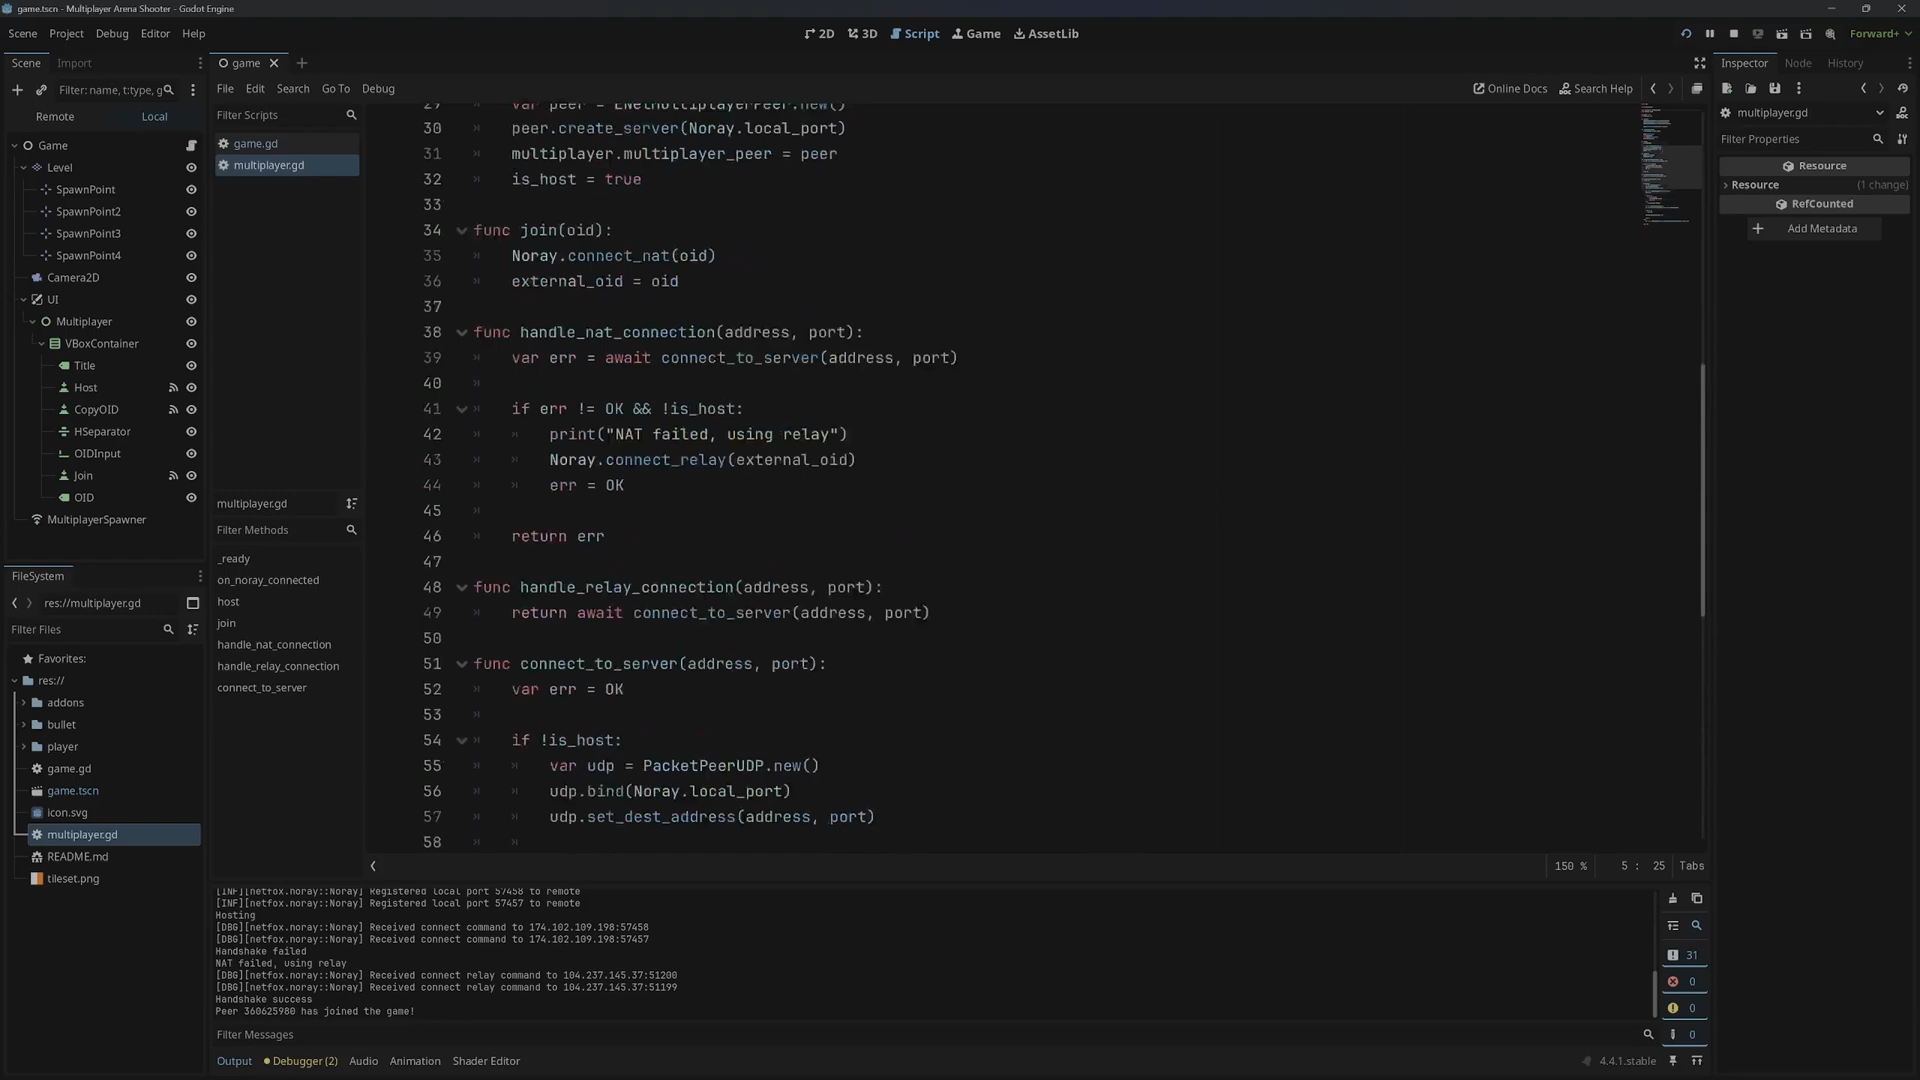 game.tscn - Multiplayer Arena Shooter - Godot Engine
Scene Project Debug Editor Help
2D 3D Script Game AssetLib
Forward+
Scene Import
Filter: name, t:type, g
Remote Local
Game
Level
SpawnPoint
SpawnPoint2
SpawnPoint3
SpawnPoint4
Camera2D
UI
Multiplayer
VBoxContainer
Title
Host
CopyOID
HSeparator
OIDInput
Join
OID
MultiplayerSpawner
FileSystem
res://multiplayer.gd
Filter Files
Favorites:
res://
addons
bullet
player
game.gd
game.tscn
icon.svg
multiplayer.gd
README.md
tileset.png
game
File Edit Search Go To Debug
Online Docs Search Help
Filter Scripts
game.gd
multiplayer.gd
multiplayer.gd
Filter Methods
_ready
on_noray_connected
host
join
handle_nat_connection
handle_relay_connection
connect_to_server
29 var peer = ENetMultiplayerPeer.new()
30 peer.create_server(Noray.local_port)
31 multiplayer.multiplayer_peer = peer
32 is_host = true
33
34 func join(oid):
35 Noray.connect_nat(oid)
36 external_oid = oid
37
38 func handle_nat_connection(address, port):
39 var err = await connect_to_server(address, port)
40
41 if err != OK && !is_host:
42 print("NAT failed, using relay")
43 Noray.connect_relay(external_oid)
44 err = OK
45
46 return err
47
48 func handle_relay_connection(address, port):
49 return await connect_to_server(address, port)
50
51 func connect_to_server(address, port):
52 var err = OK
53
54 if !is_host:
55 var udp = PacketPeerUDP.new()
56 udp.bind(Noray.local_port)
57 udp.set_dest_address(address, port)
58
150 % 5 : 25 Tabs
[INF][netfox.noray::Noray] Registered local port 57458 to remote
[INF][netfox.noray::Noray] Registered local port 57457 to remote
Hosting
[DBG][netfox.noray::Noray] Received connect command to 174.102.109.198:57458
[DBG][netfox.noray::Noray] Received connect command to 174.102.109.198:57457
Handshake failed
NAT failed, using relay
[DBG][netfox.noray::Noray] Received connect relay command to 104.237.145.37:51200
[DBG][netfox.noray::Noray] Received connect relay command to 104.237.145.37:51199
Handshake success
Peer 360625980 has joined the game!
Filter Messages
31
0
0
0
Output Debugger (2) Audio Animation Shader Editor
4.4.1.stable
Inspector Node History
multiplayer.gd
Filter Properties
Resource
Resource (1 change)
RefCounted
Add Metadata